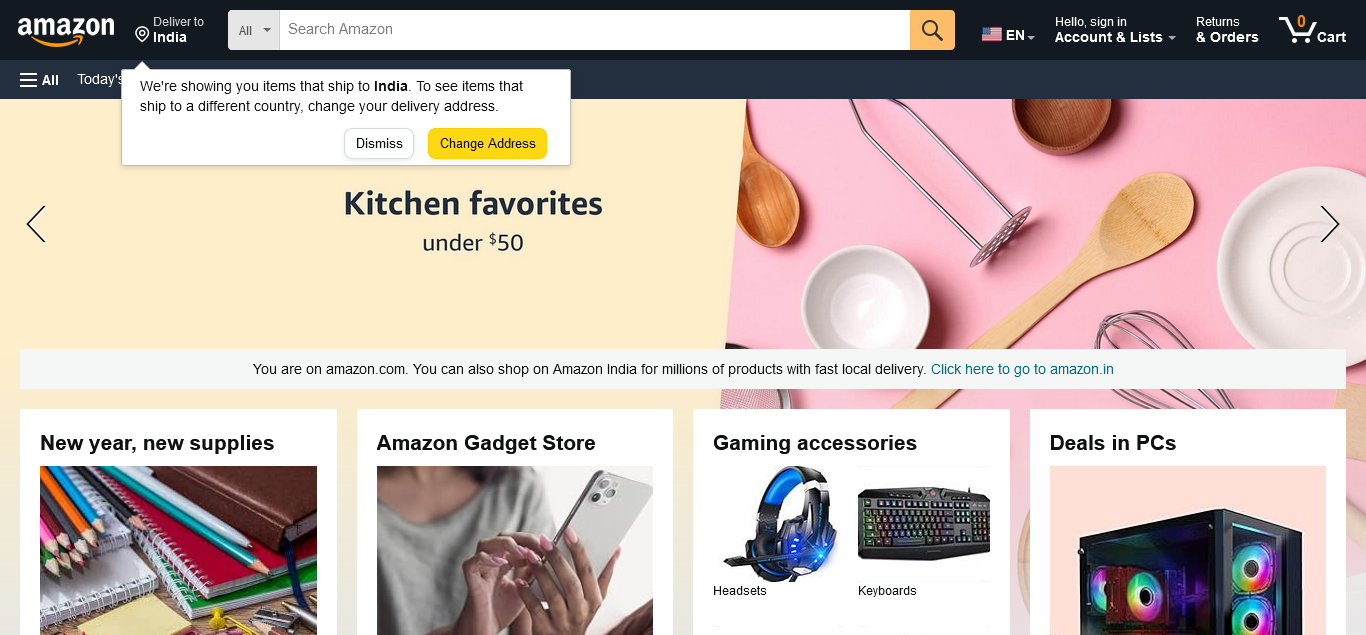 amazon
Deliver to
India
All
Search Amazon
EN
Hello, sign in
Account & Lists
Returns
& Orders
0
Cart
All
Today's
We're showing you items that ship to India. To see items that
ship to a different country, change your delivery address.
Dismiss
Change Address
Kitchen favorites
under $50
You are on amazon.com. You can also shop on Amazon India for millions of products with fast local delivery. Click here to go to amazon.in
New year, new supplies
Amazon Gadget Store
Gaming accessories
Deals in PCs
Headsets
Keyboards